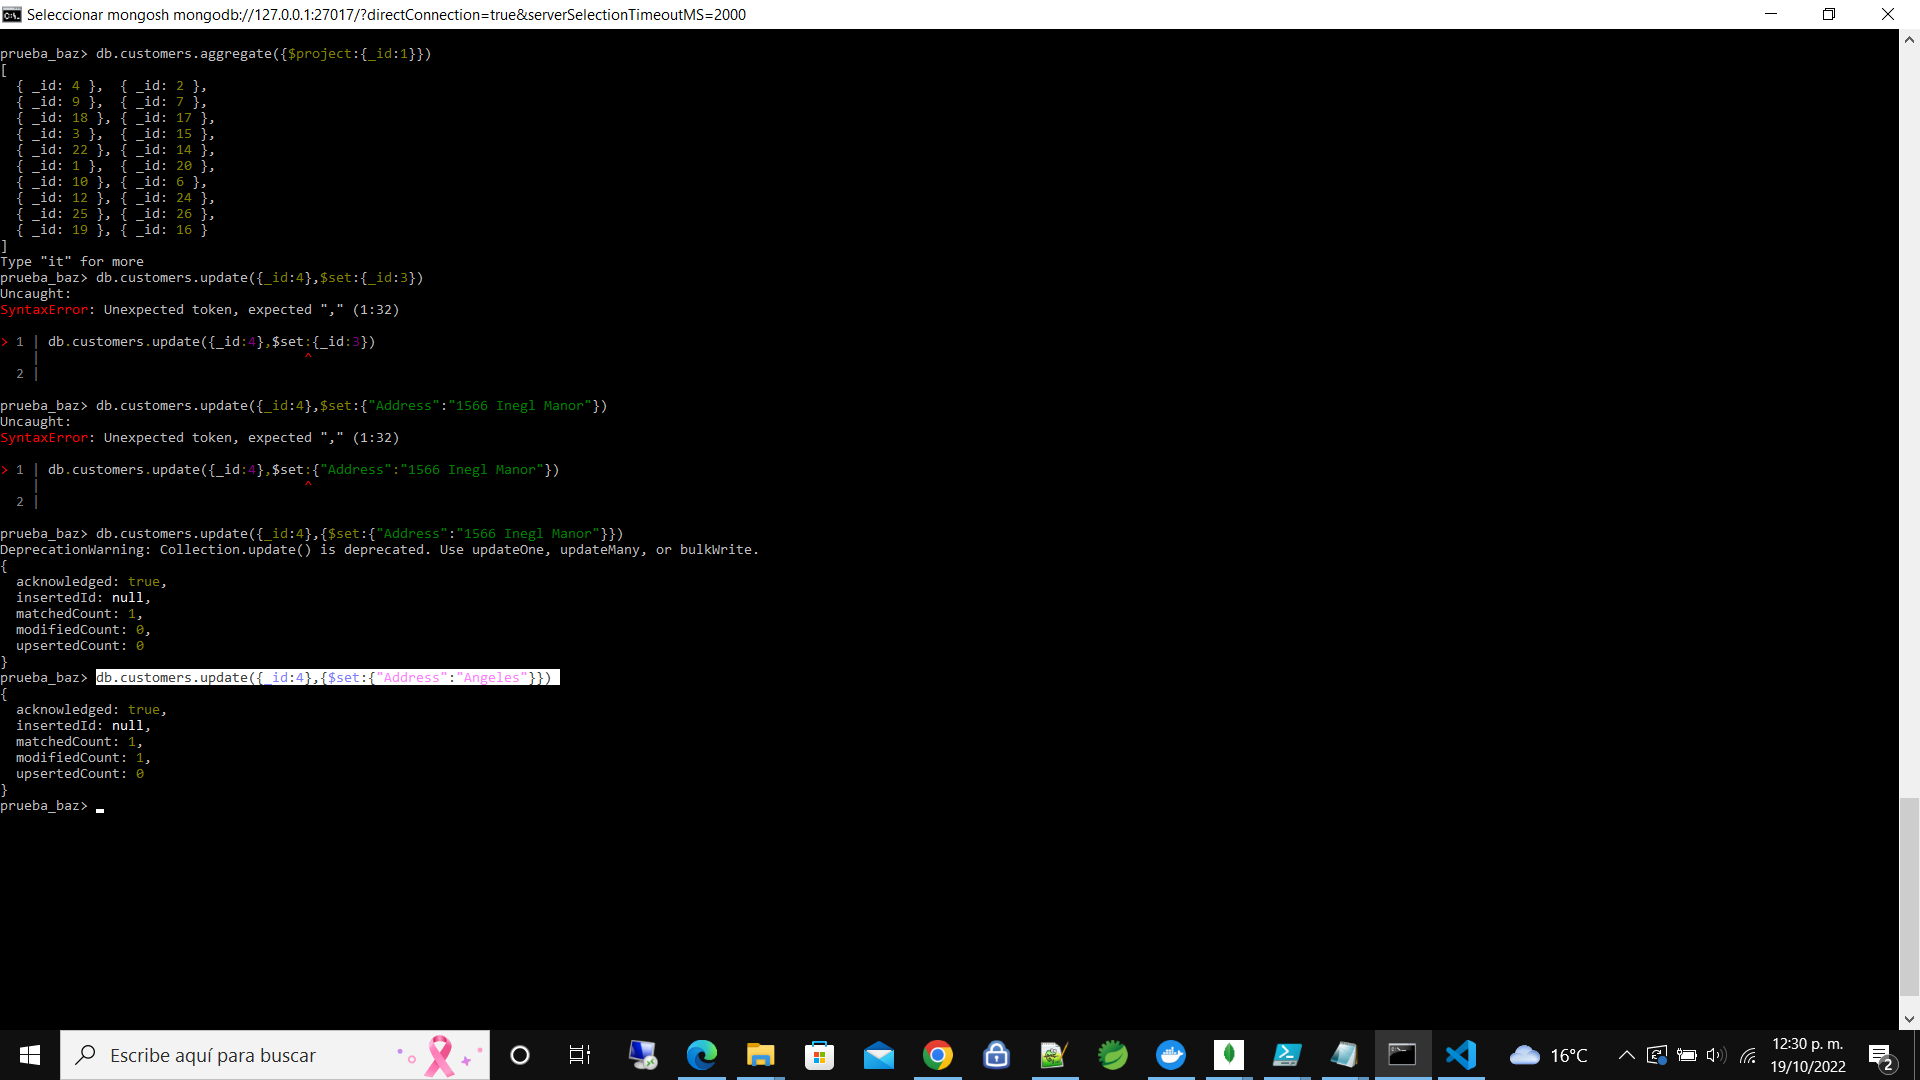 Seleccionar mongosh mongodb://127.0.0.1:27017/?directConnection=true&serverSelectionTimeoutMS=2000
prueba_baz> db.customers.aggregate({$project:{_id:1}})
[
  { _id: 4 },  { _id: 2 },
  { _id: 9 },  { _id: 7 },
  { _id: 18 }, { _id: 17 },
  { _id: 3 },  { _id: 15 },
  { _id: 22 }, { _id: 14 },
  { _id: 1 },  { _id: 20 },
  { _id: 10 }, { _id: 6 },
  { _id: 12 }, { _id: 24 },
  { _id: 25 }, { _id: 26 },
  { _id: 19 }, { _id: 16 }
]
Type "it" for more
prueba_baz> db.customers.update({_id:4},$set:{_id:3})
Uncaught:
SyntaxError: Unexpected token, expected "," (1:32)
> 1 | db.customers.update({_id:4},$set:{_id:3})
    |                                 ^
  2 |
prueba_baz> db.customers.update({_id:4},$set:{"Address":"1566 Inegl Manor"})
Uncaught:
SyntaxError: Unexpected token, expected "," (1:32)
> 1 | db.customers.update({_id:4},$set:{"Address":"1566 Inegl Manor"})
    |                                 ^
  2 |
prueba_baz> db.customers.update({_id:4},{$set:{"Address":"1566 Inegl Manor"}})
DeprecationWarning: Collection.update() is deprecated. Use updateOne, updateMany, or bulkWrite.
{
  acknowledged: true,
  insertedId: null,
  matchedCount: 1,
  modifiedCount: 0,
  upsertedCount: 0
}
prueba_baz> db.customers.update({_id:4},{$set:{"Address":"Angeles"}})
{
  acknowledged: true,
  insertedId: null,
  matchedCount: 1,
  modifiedCount: 1,
  upsertedCount: 0
}
prueba_baz>
Escribe aquí para buscar
16°C
12:30 p. m.
19/10/2022
2